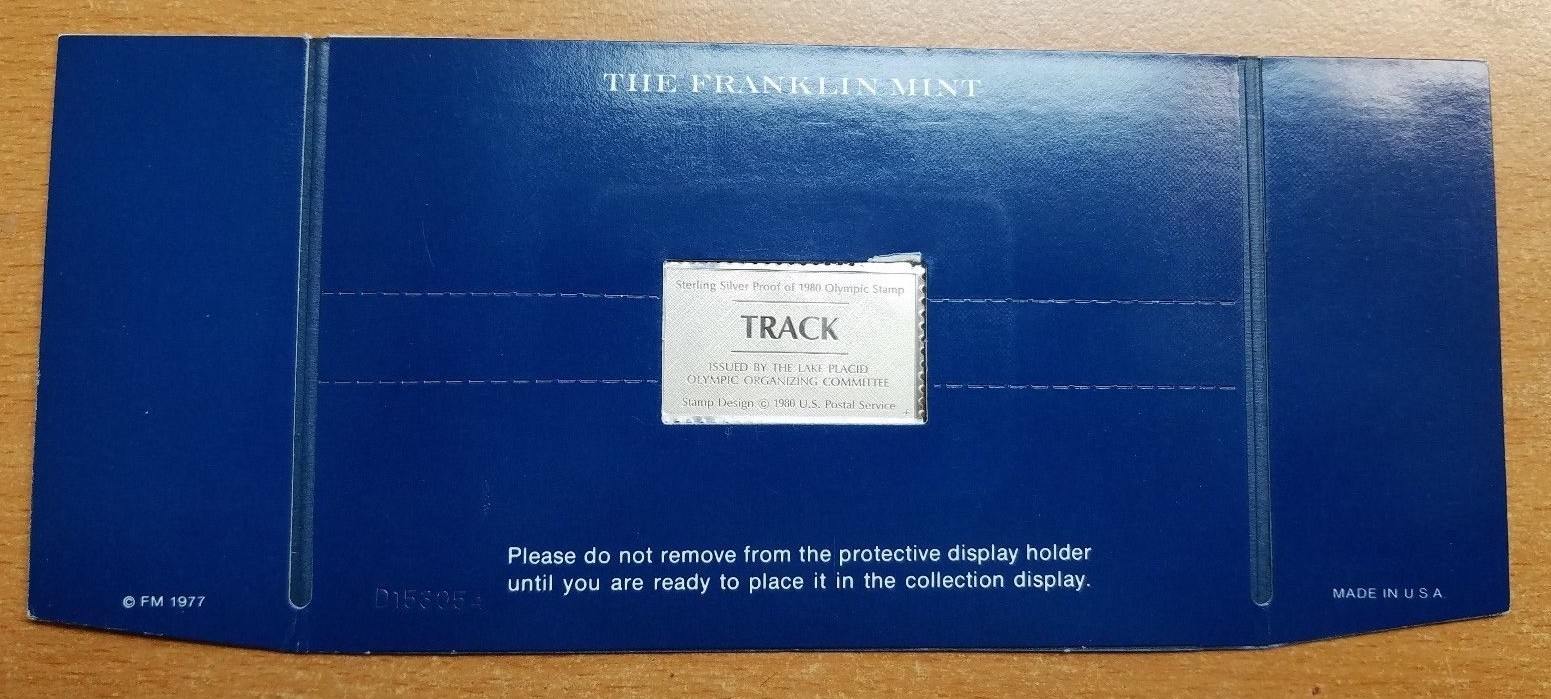 THE FRANKLIN MINT
Sterling Silver Proof of 1980 Olympic Stamp
TRACK
ISSUED BY THE LAKE PLACID
OLYMPIC ORGANIZING COMMITTEE
Stamp Design © 1980 U.S. Postal Service
Please do not remove from the protective display holder
until you are ready to place it in the collection display.
© FM 1977
MADE IN U S A.